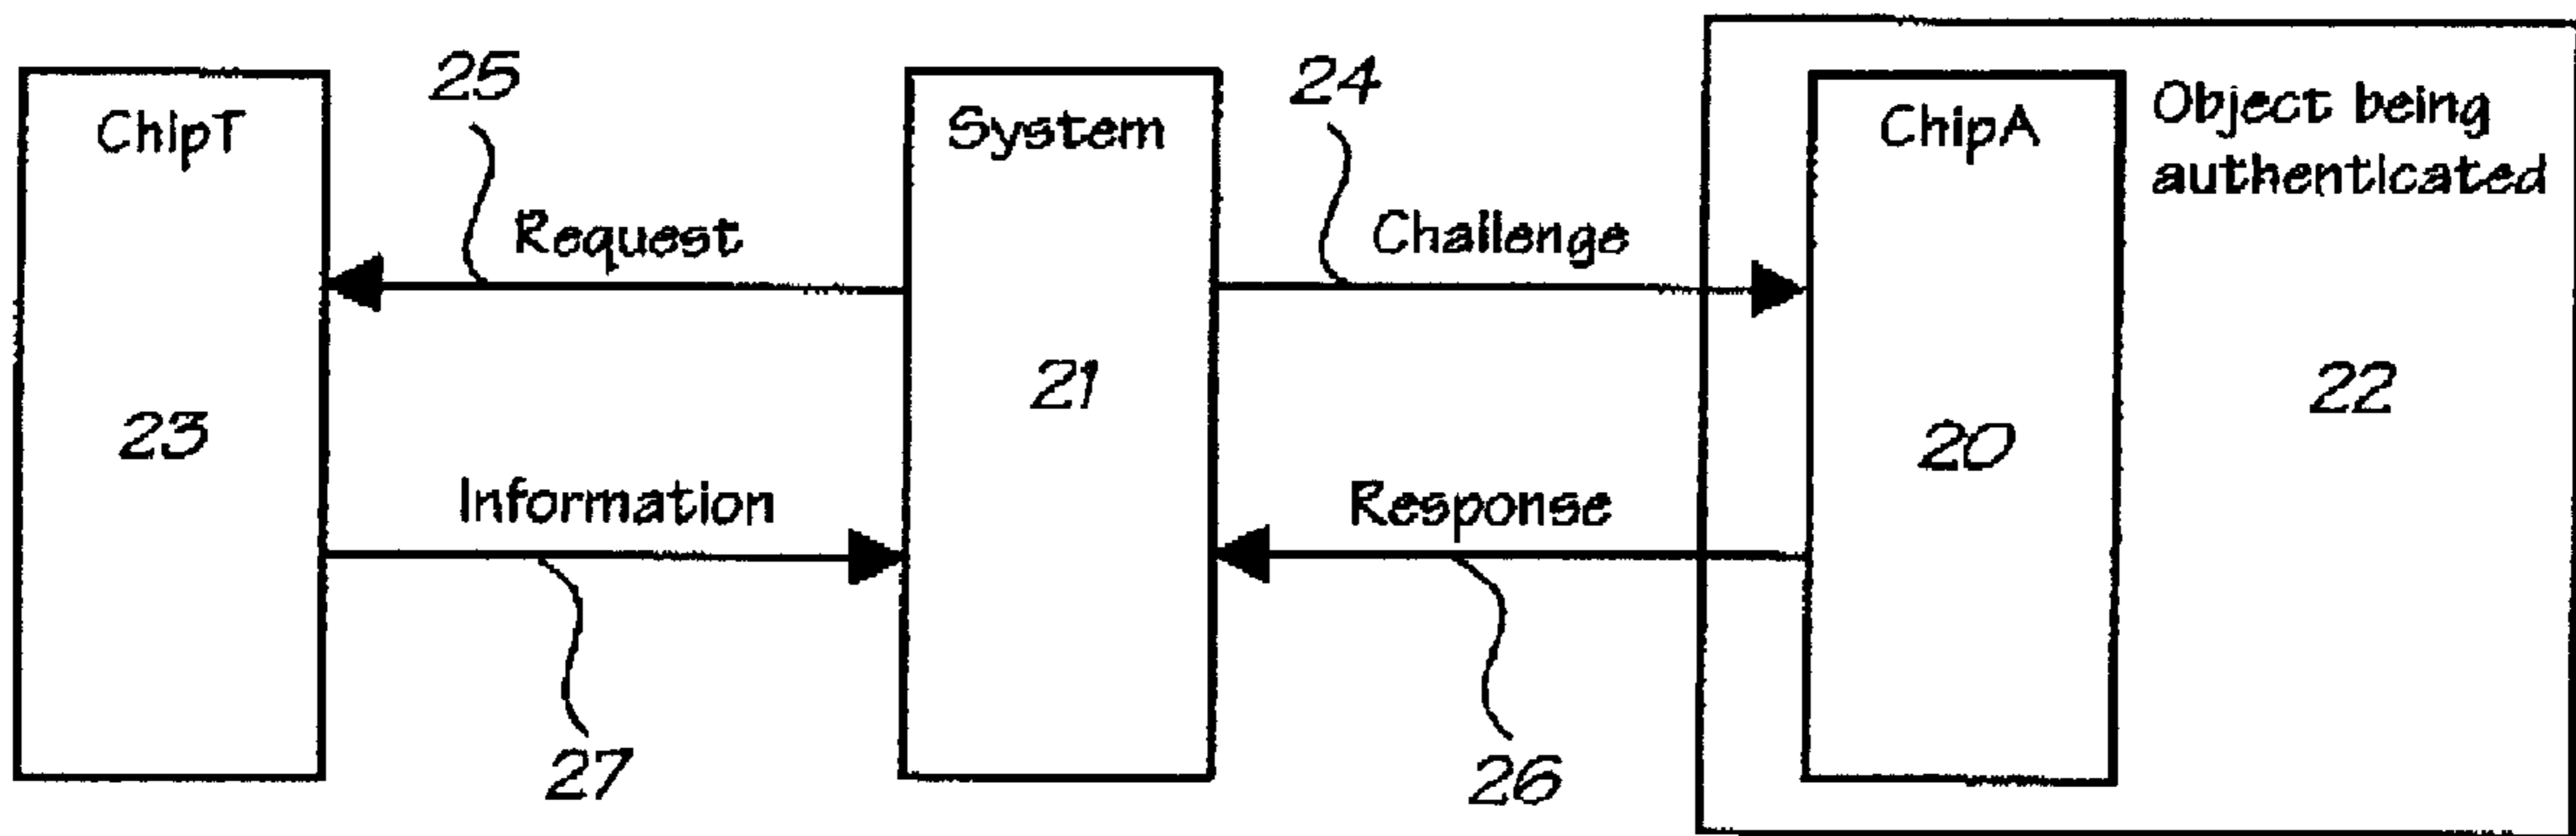 25
24
ChipT
System
ChipA
Object being
authenticated
Request
Challenge
23
21
20
22
Information
Response
27
26